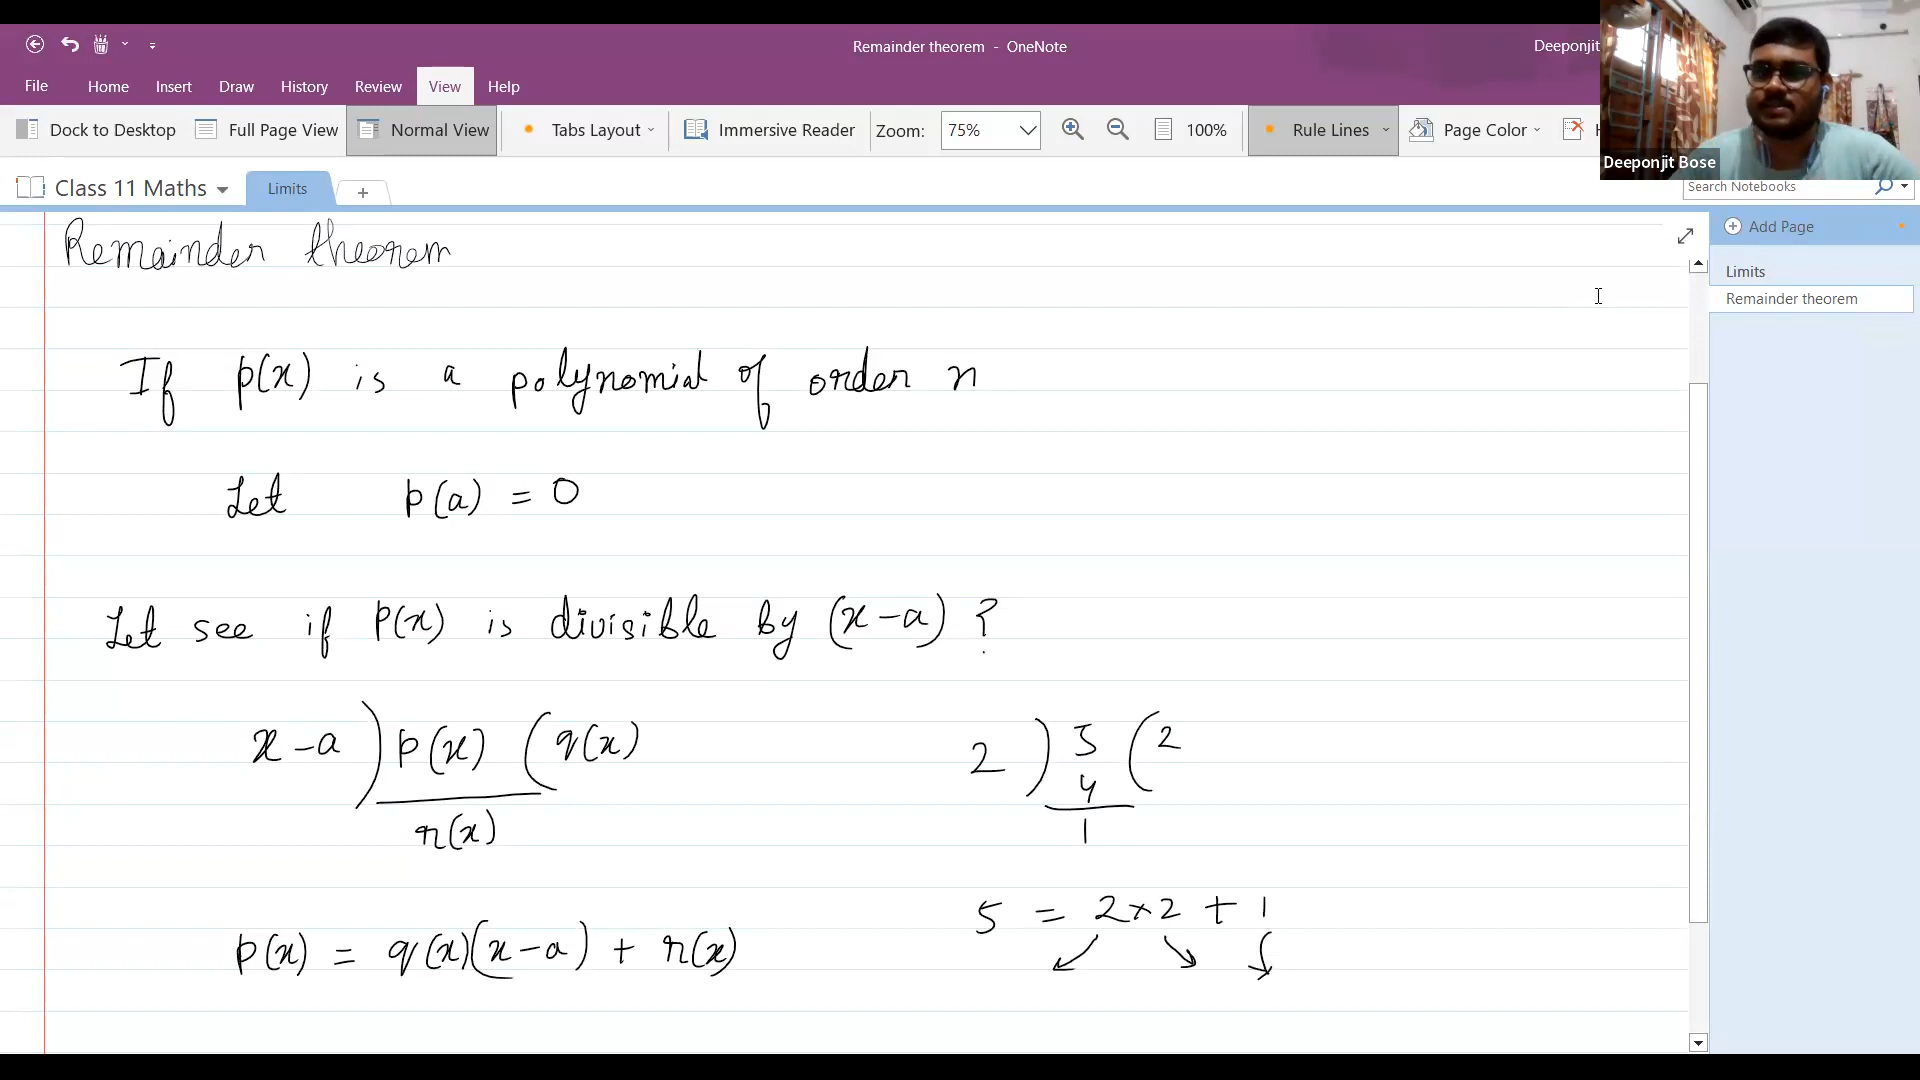 Remainder theorem - OneNote
Deeponjit
File Home Insert Draw History Review View Help
Dock to Desktop Full Page View Normal View Tabs Layout Immersive Reader Zoom: 75% 100% Rule Lines Page Color
Deeponjit Bose
Class 11 Maths Limits +
Search Notebooks
Add Page
Limits
Remainder theorem
Remainder theorem
If p(x) is a polynomial of order n
Let p(a) = 0
Let see if p(x) is divisible by (x-a) ?
x-a ) p(x) ( q(x)
r(x)
2 ) 5 ( 2
4
1
5 = 2×2 + 1
p(x) = q(x)(x-a) + r(x)